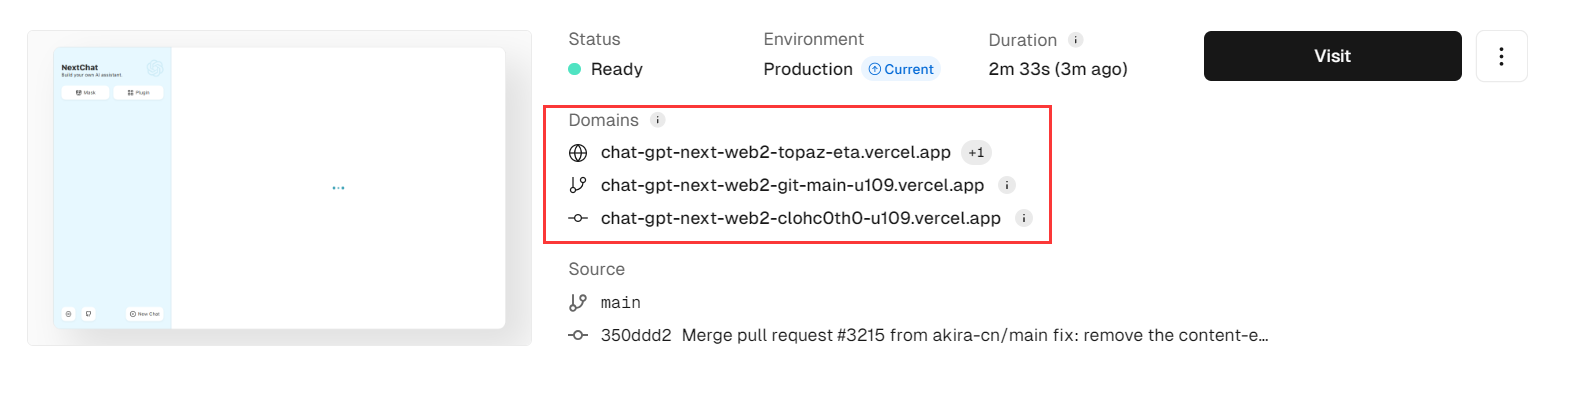 NextChat
Build your own AI assistant.
Mask
Plugin
New Chat
Status
Ready
Environment
Production Current
Duration
2m 33s (3m ago)
Visit
Domains
chat-gpt-next-web2-topaz-eta.vercel.app +1
chat-gpt-next-web2-git-main-u109.vercel.app
chat-gpt-next-web2-clohc0th0-u109.vercel.app
Source
main
350ddd2 Merge pull request #3215 from akira-cn/main fix: remove the content-e...